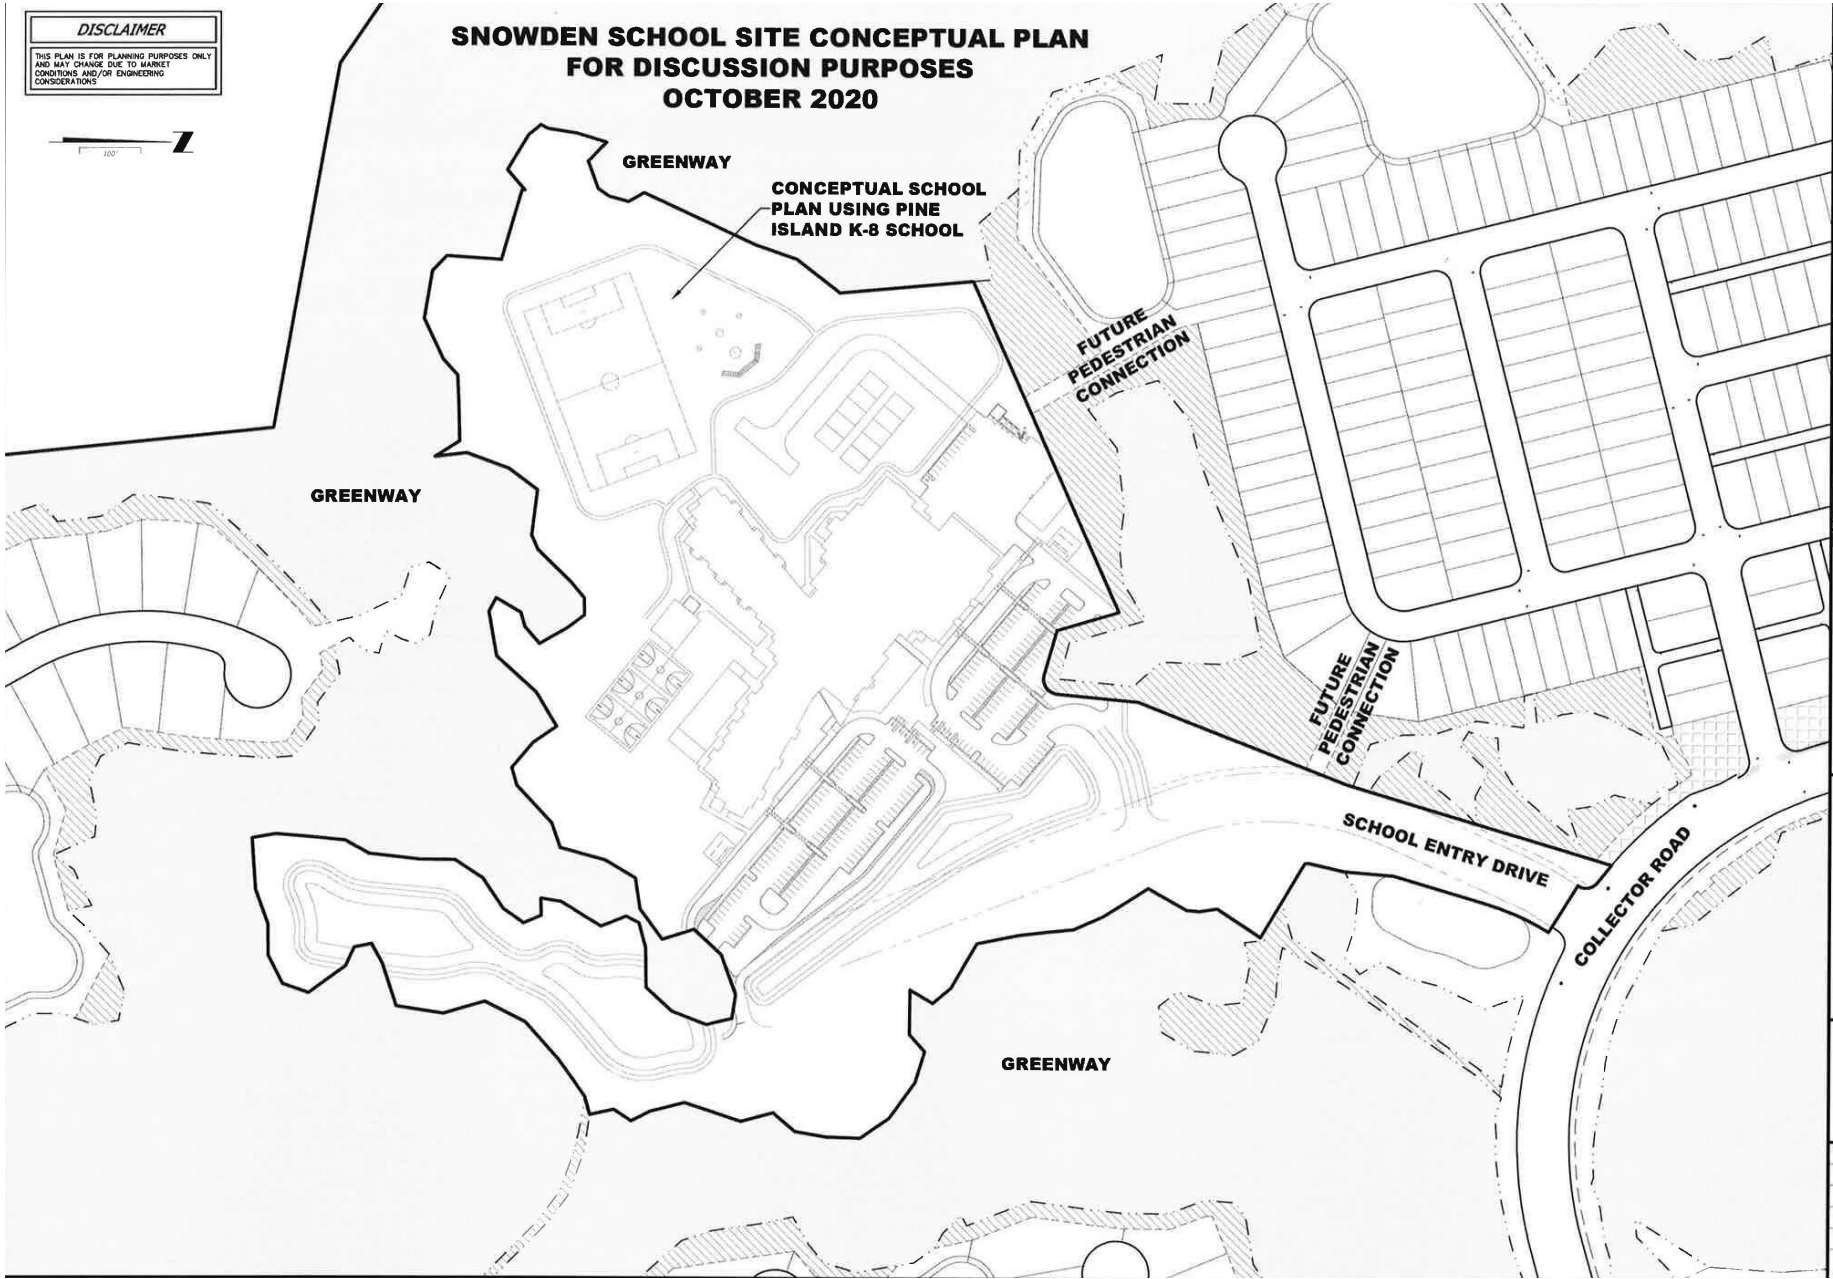 DISCLAIMER
THIS PLAN IS FOR PLANNING PURPOSES ONLY
AND MAY CHANGE DUE TO MARKET
CONDITIONS AND/OR ENGINEERING
CONSIDERATIONS
Z
100'
SNOWDEN SCHOOL SITE CONCEPTUAL PLAN
FOR DISCUSSION PURPOSES
OCTOBER 2020
GREENWAY
CONCEPTUAL SCHOOL
PLAN USING PINE
ISLAND K-8 SCHOOL
FUTURE
PEDESTRIAN
CONNECTION
GREENWAY
FUTURE
PEDESTRIAN
CONNECTION
SCHOOL ENTRY DRIVE
COLLECTOR ROAD
GREENWAY